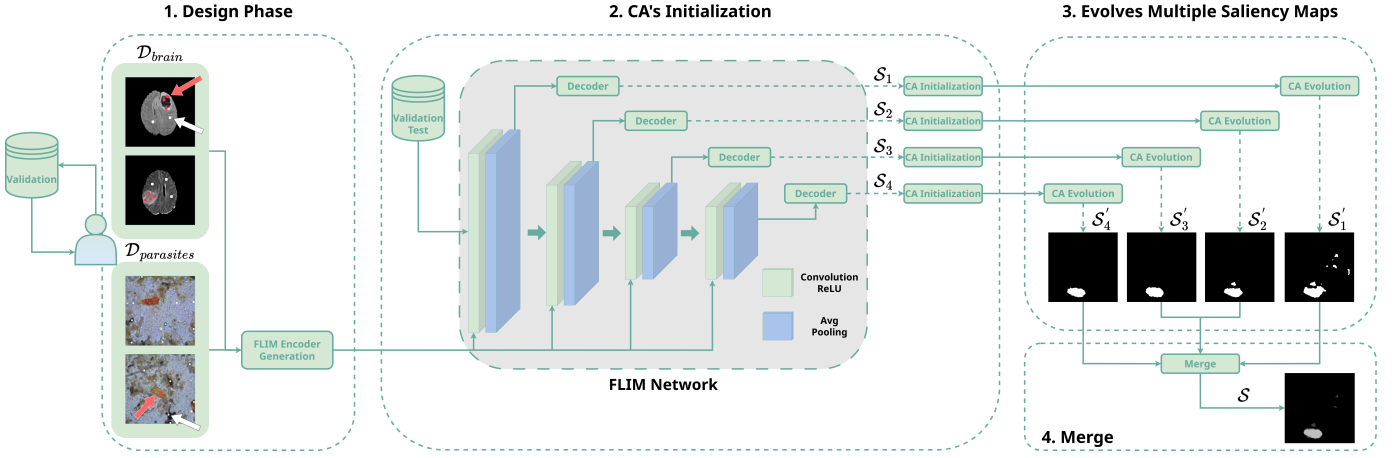 1. Design Phase
2. CA's Initialization
3. Evolves Multiple Saliency Maps
𝒟brain
Validation
𝒟parasites
FLIM Encoder
Generation
Validation
Test
Decoder
Decoder
Decoder
Decoder
Convolution
ReLU
Avg
Pooling
FLIM Network
𝒮1
𝒮2
𝒮3
𝒮4
CA Initialization
CA Initialization
CA Initialization
CA Initialization
CA Evolution
CA Evolution
CA Evolution
CA Evolution
𝒮'4
𝒮'3
𝒮'2
𝒮'1
Merge
𝒮
4. Merge